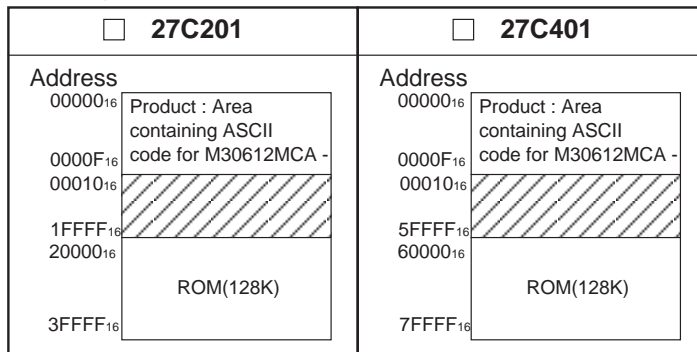 ☐ 27C201
Address
00000₁₆
Product : Area
containing ASCII
code for M30612MCA -
0000F₁₆
00010₁₆
1FFFF₁₆
20000₁₆
ROM(128K)
3FFFF₁₆
☐ 27C401
Address
00000₁₆
Product : Area
containing ASCII
code for M30612MCA -
0000F₁₆
00010₁₆
5FFFF₁₆
60000₁₆
ROM(128K)
7FFFF₁₆